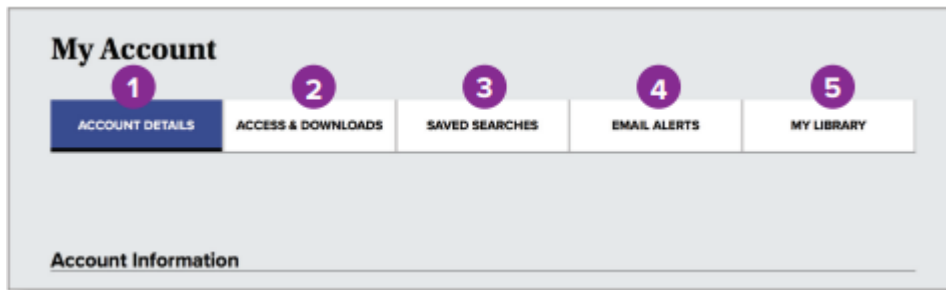 My Account
1 2 3 4 5
ACCOUNT DETAILS ACCESS & DOWNLOADS SAVED SEARCHES EMAIL ALERTS MY LIBRARY
Account Information